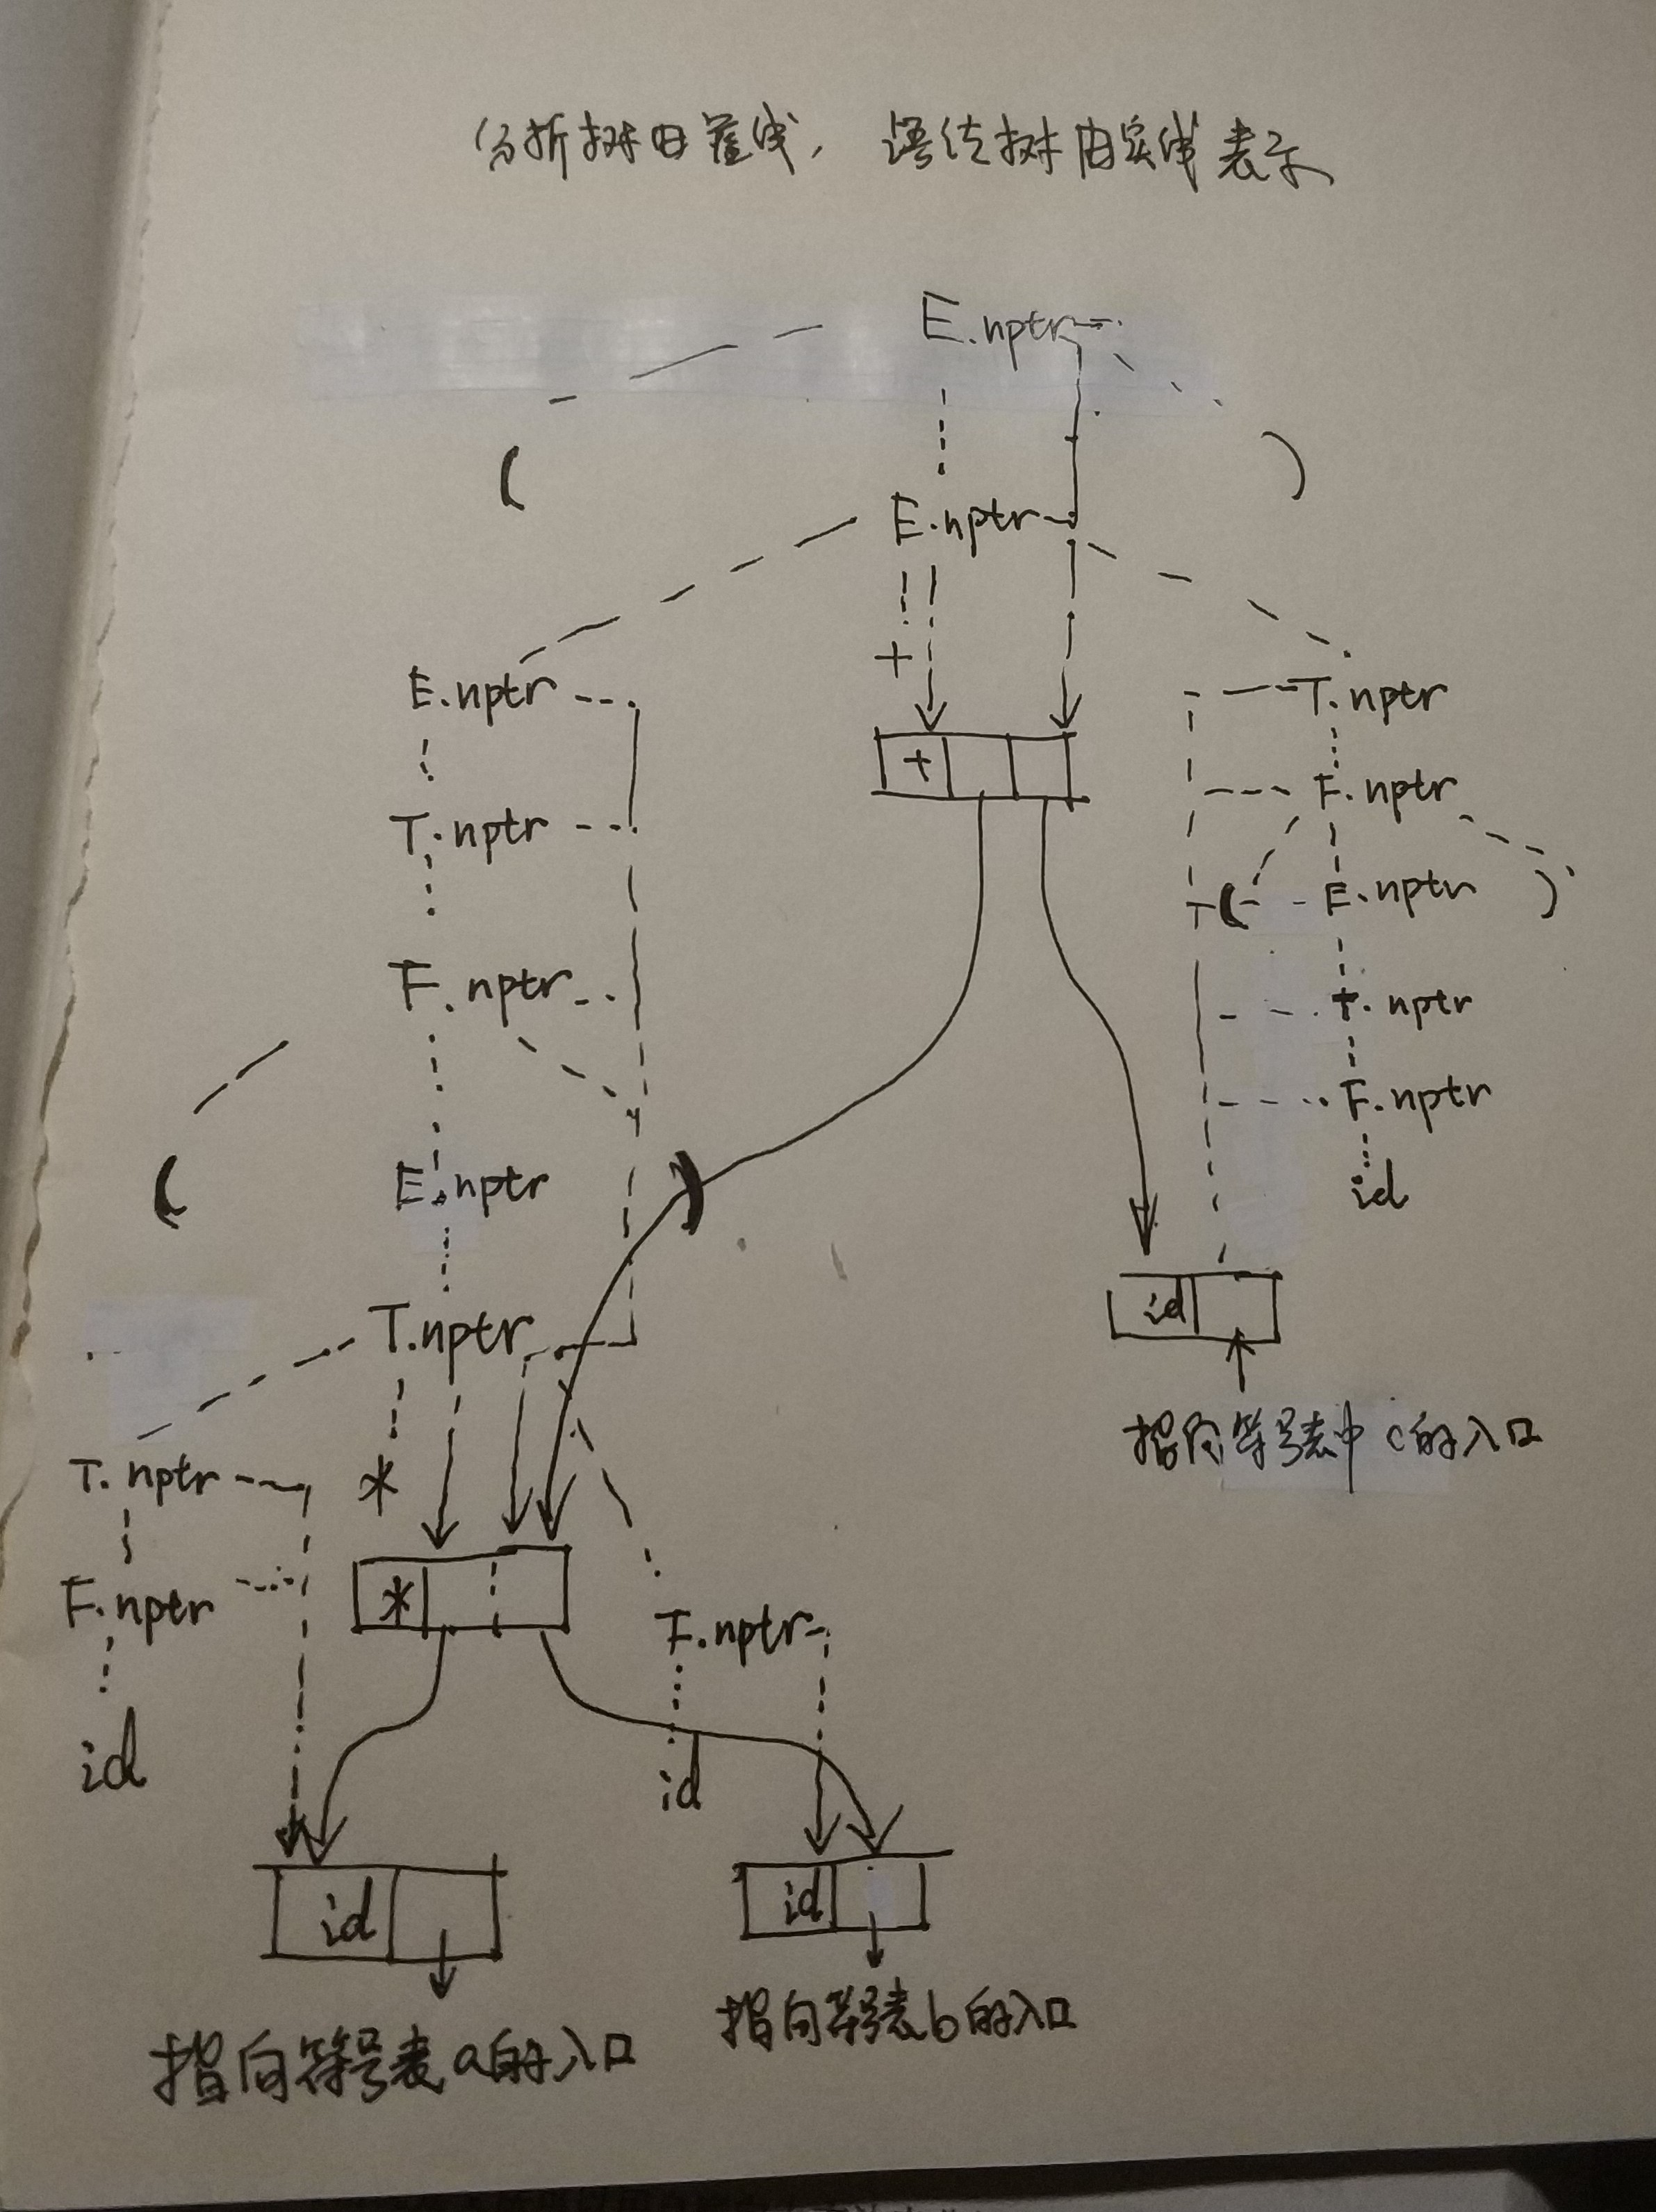 分析树由虚线, 语法树由实线表示
E.nptr
( E.nptr )
+
E.nptr T.nptr
+
T.nptr F.nptr
( E.nptr )
F.nptr T.nptr
F.nptr
( E.nptr ) id
T.nptr id
指向符号表中c的入口
T.nptr *
F.nptr * F.nptr
id id
id id
指向符号表b的入口
指向符号表a的入口